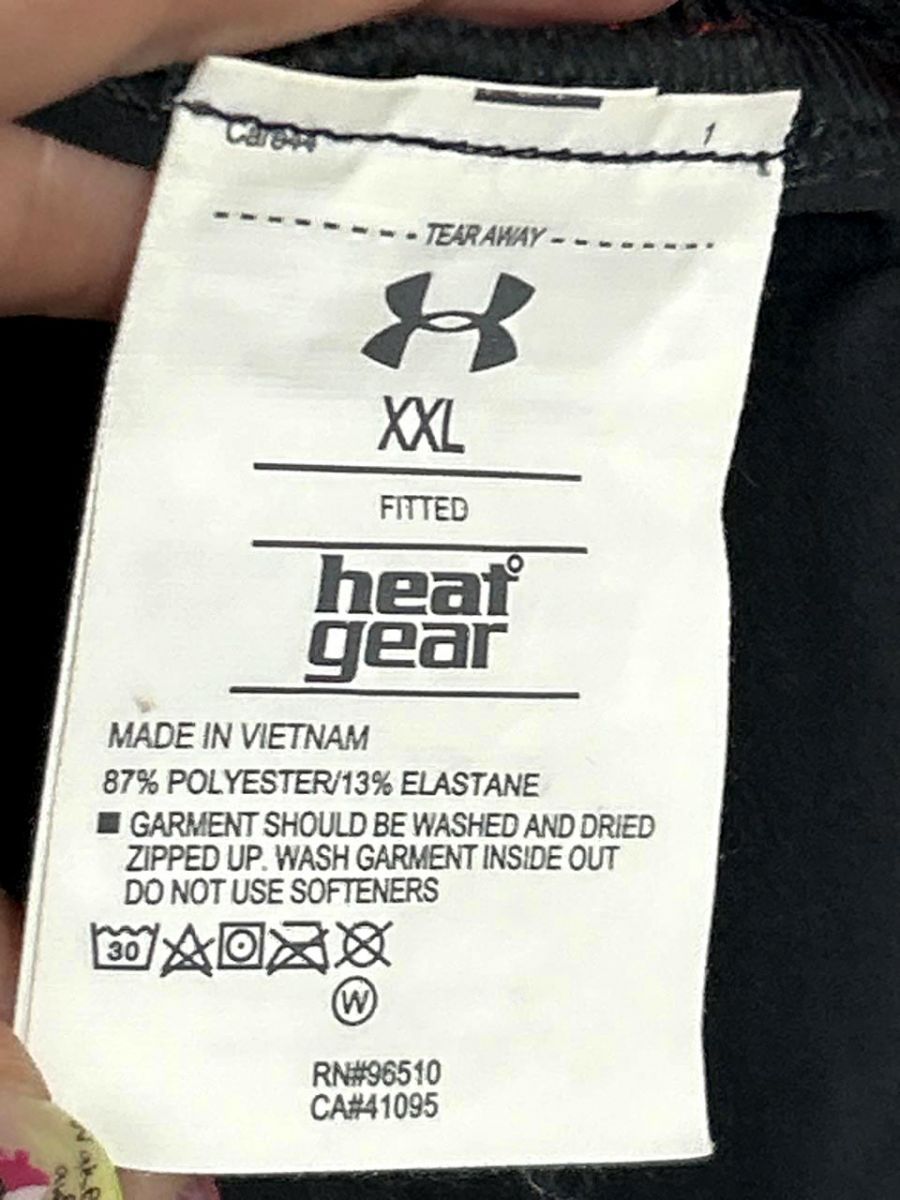 Care44
1
TEAR AWAY
XXL
FITTED
heat gear
MADE IN VIETNAM
87% POLYESTER/13% ELASTANE
■ GARMENT SHOULD BE WASHED AND DRIED
ZIPPED UP. WASH GARMENT INSIDE OUT
DO NOT USE SOFTENERS
30
W
RN#96510
CA#41095